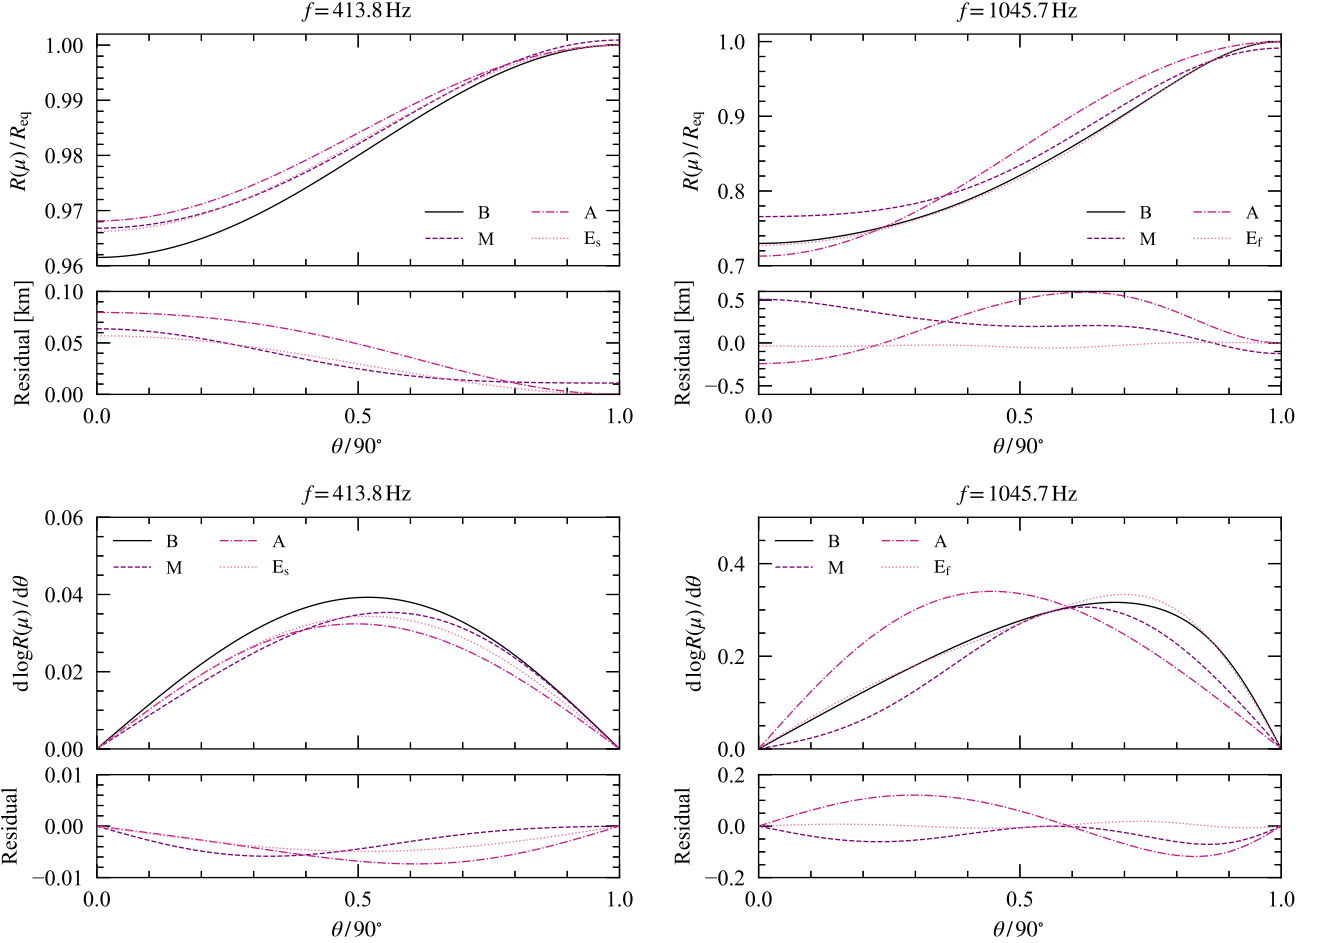 f = 413.8 Hz
R(μ) / R_eq
1.00
0.99
0.98
0.97
0.96
B
M
A
E_s
Residual [km]
0.10
0.05
0.00
0.0
0.5
1.0
θ/90°
f = 1045.7 Hz
R(μ) / R_eq
1.0
0.9
0.8
0.7
B
M
A
E_f
Residual [km]
0.5
0.0
−0.5
0.0
0.5
1.0
θ/90°
f = 413.8 Hz
d log R(μ) / dθ
0.06
0.04
0.02
0.00
B
M
A
E_s
Residual
0.01
0.00
−0.01
0.0
0.5
1.0
θ/90°
f = 1045.7 Hz
d log R(μ) / dθ
0.4
0.2
0.0
B
M
A
E_f
Residual
0.2
0.0
−0.2
0.0
0.5
1.0
θ/90°